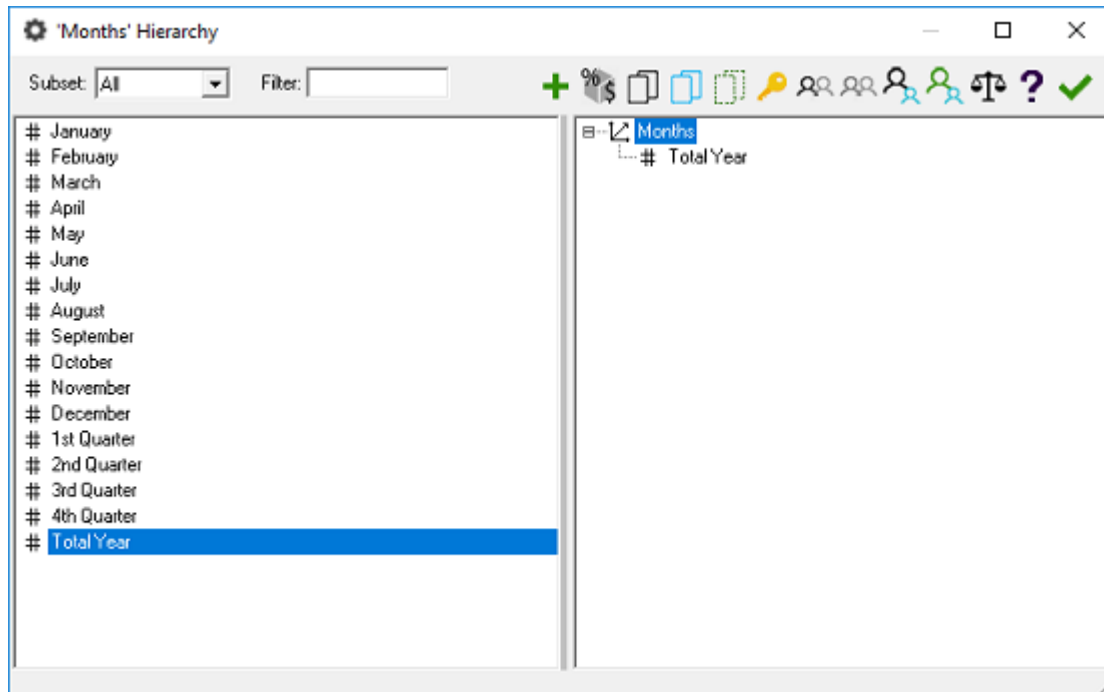 'Months' Hierarchy
Subset: All Filter:
# January
# February
# March
# April
# May
# June
# July
# August
# September
# October
# November
# December
# 1st Quarter
# 2nd Quarter
# 3rd Quarter
# 4th Quarter
# Total Year
Months
# Total Year